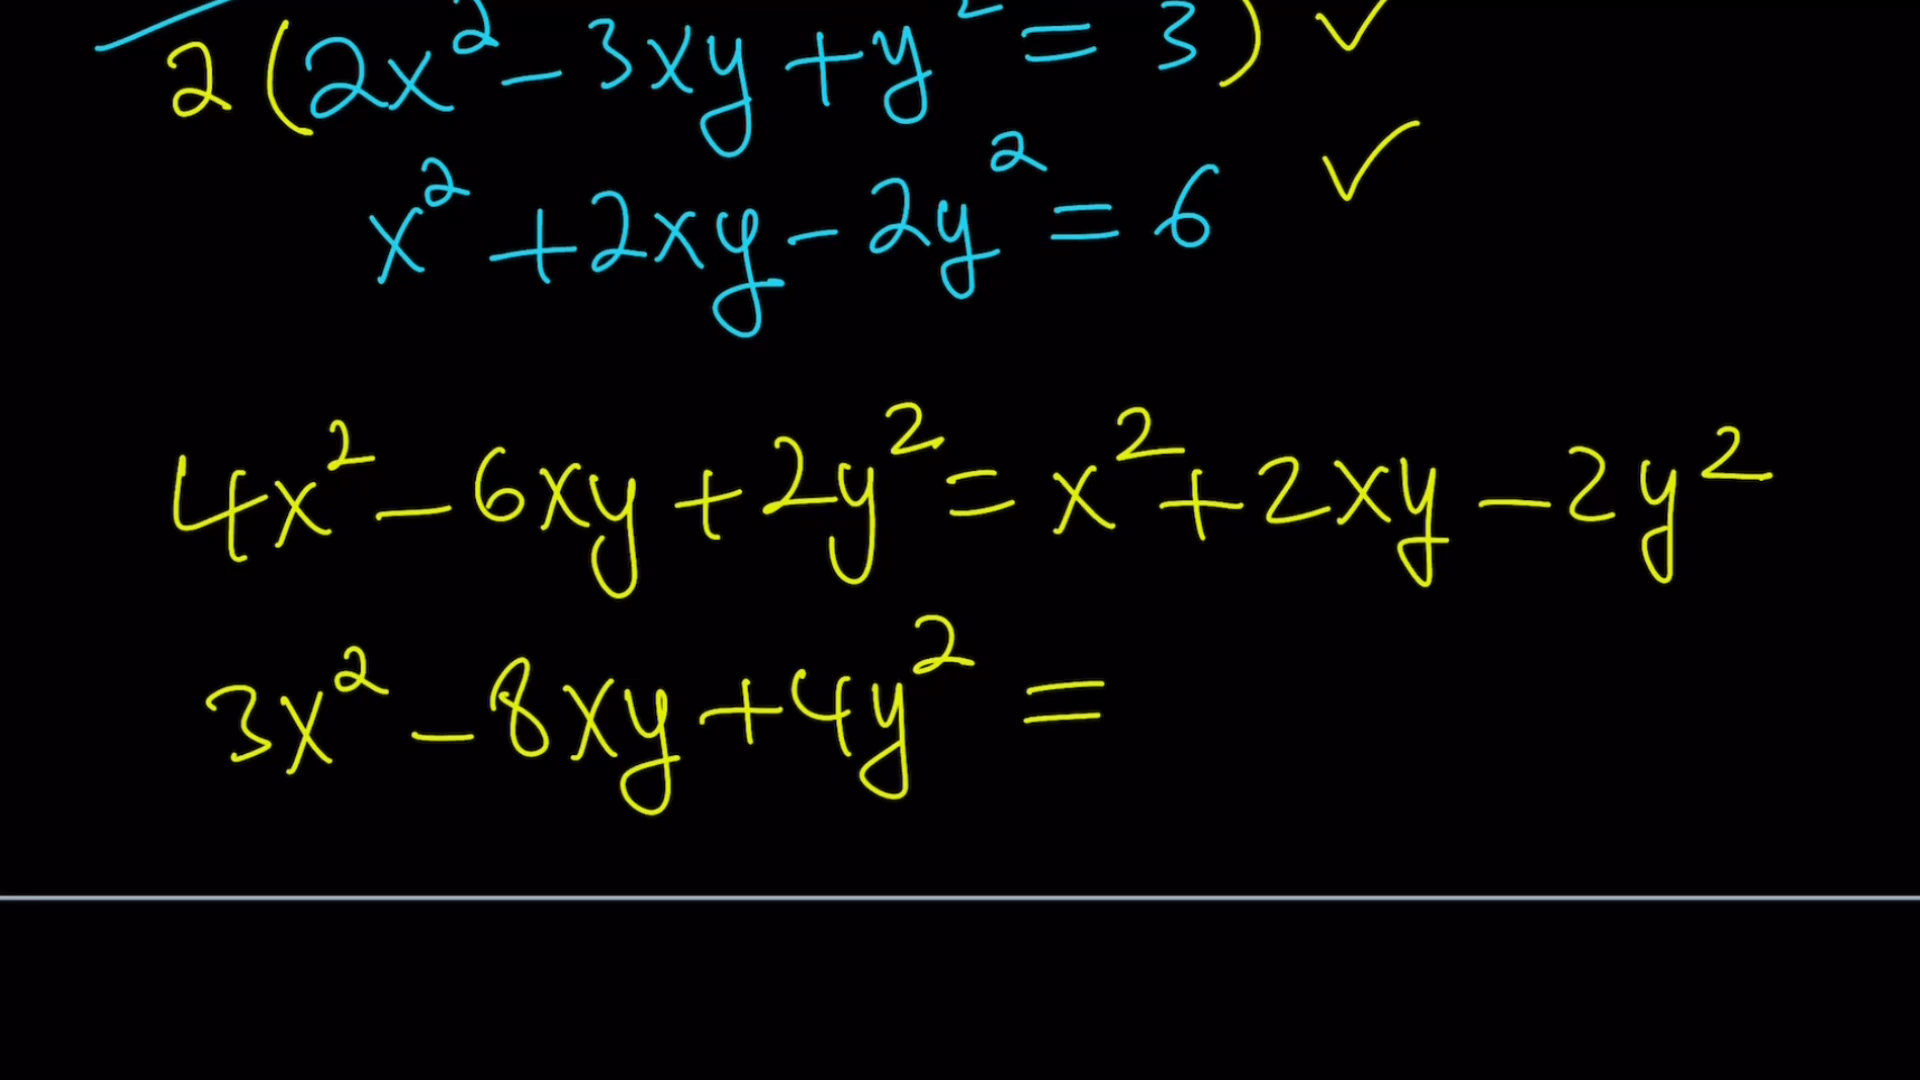 2(2x² - 3xy + y² = 3) ✓
x² + 2xy - 2y² = 6 ✓
4x² - 6xy + 2y² = x² + 2xy - 2y²
3x² - 8xy + 4y² =